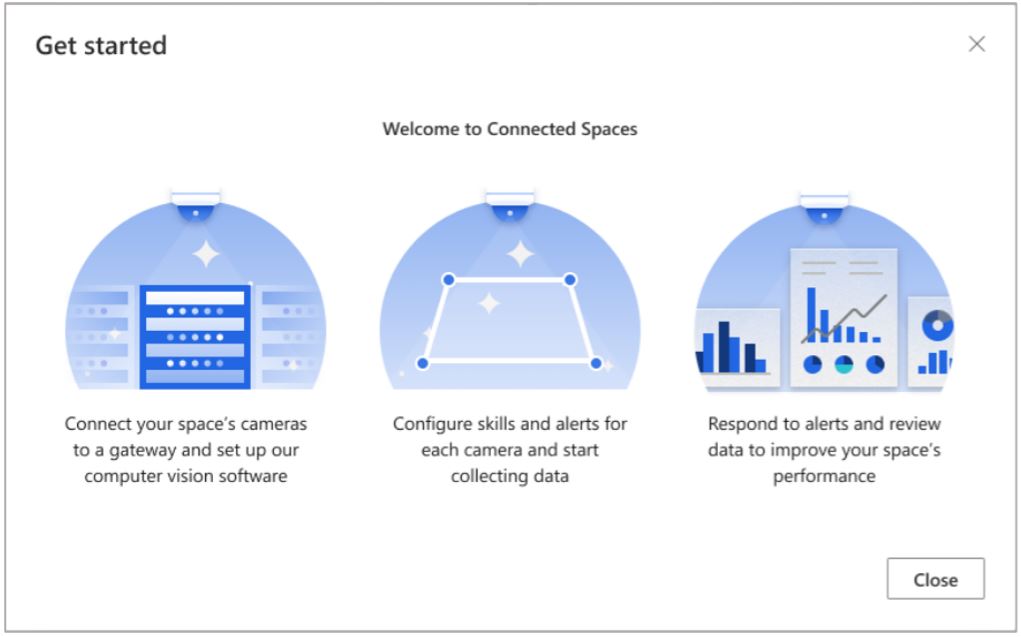 Get started
Welcome to Connected Spaces
Connect your space's cameras
to a gateway and set up our
computer vision software
Configure skills and alerts for
each camera and start
collecting data
Respond to alerts and review
data to improve your space's
performance
Close